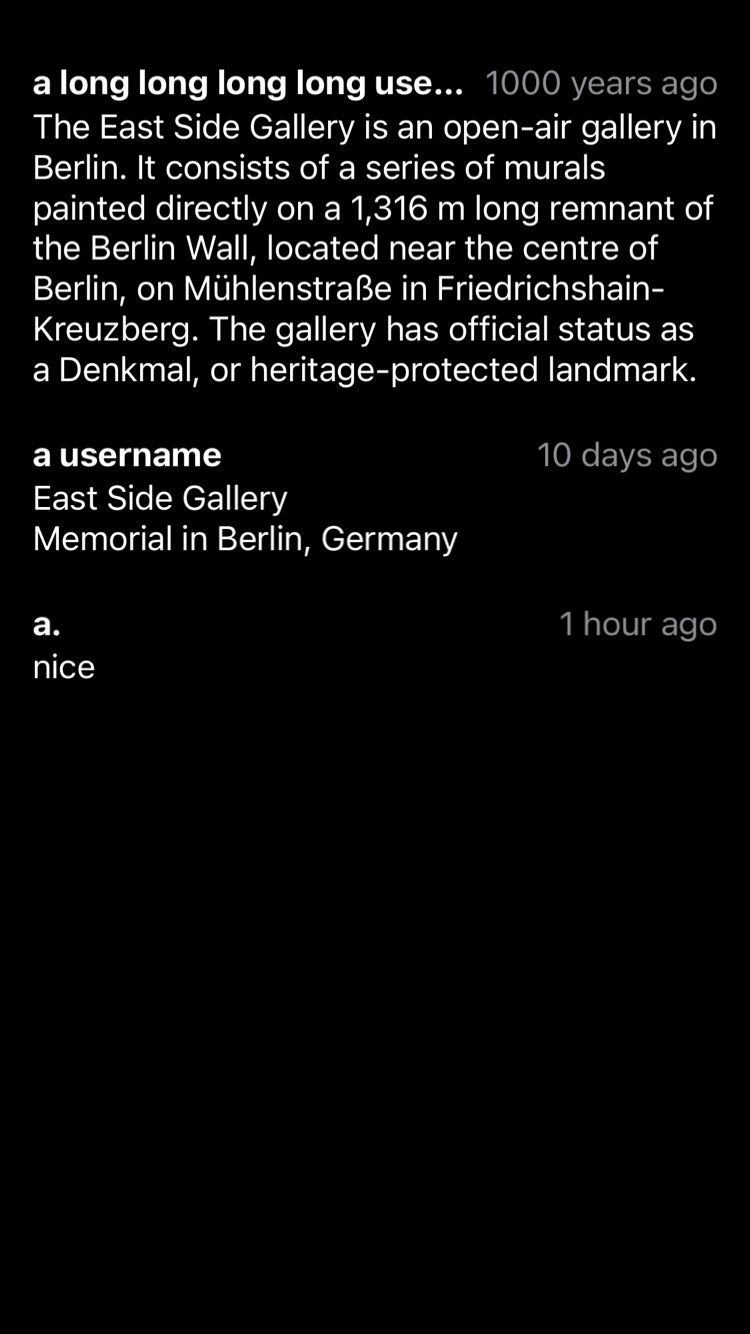 a long long long long use... 1000 years ago
The East Side Gallery is an open-air gallery in
Berlin. It consists of a series of murals
painted directly on a 1,316 m long remnant of
the Berlin Wall, located near the centre of
Berlin, on Mühlenstraße in Friedrichshain-
Kreuzberg. The gallery has official status as
a Denkmal, or heritage-protected landmark.
a username 10 days ago
East Side Gallery
Memorial in Berlin, Germany
a. 1 hour ago
nice